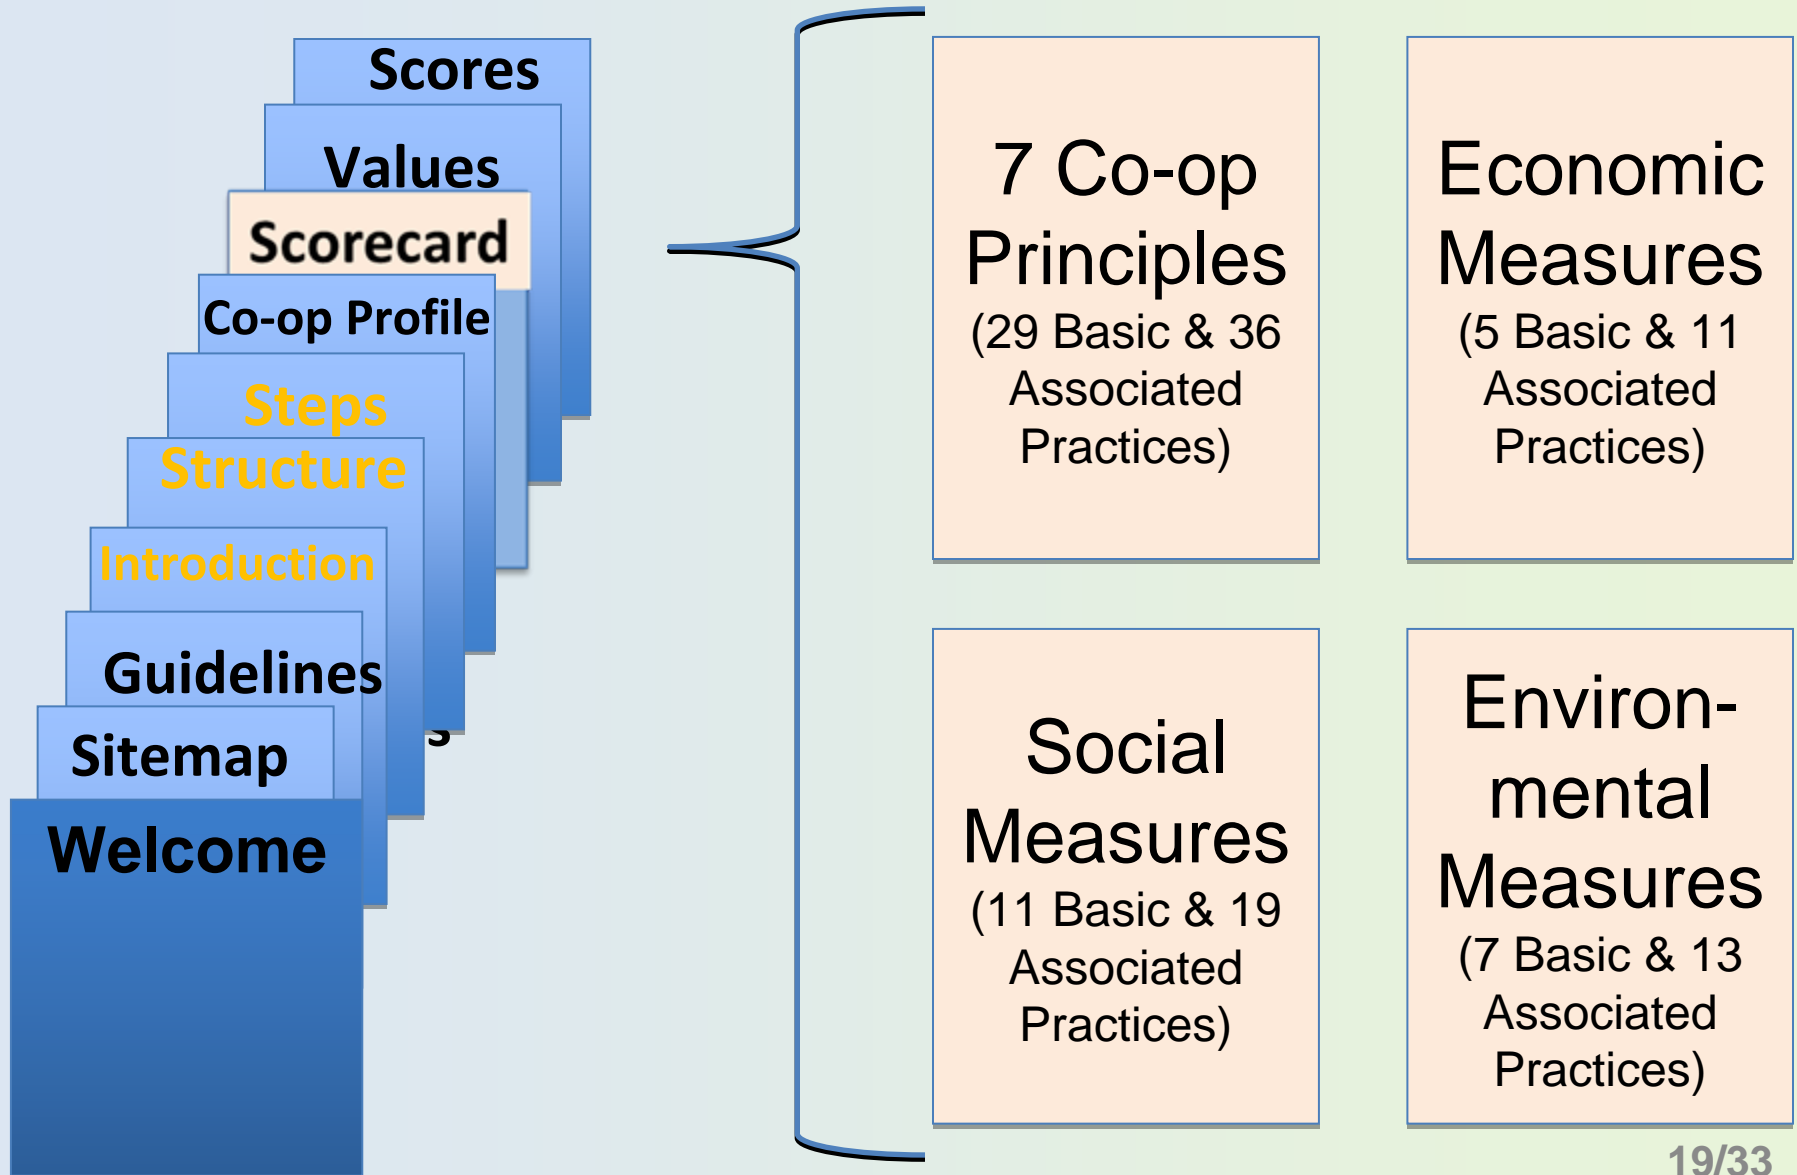 Scores
Values
Scorecard
Co-op Profile
Steps
Structure
Introduction
Guidelines
s
Sitemap
Welcome
7 Co-op
Principles
(29 Basic & 36
Associated
Practices)
Economic
Measures
(5 Basic & 11
Associated
Practices)
Social
Measures
(11 Basic & 19
Associated
Practices)
Environ-
mental
Measures
(7 Basic & 13
Associated
Practices)
19/33